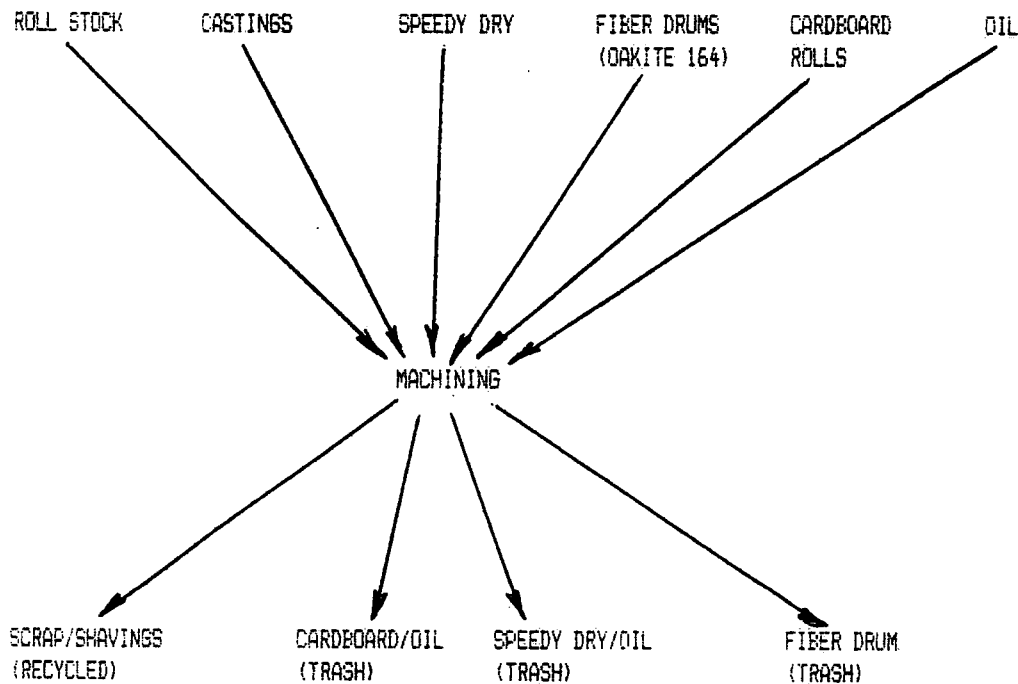 ROLL STOCK
CASTINGS
SPEEDY DRY
FIBER DRUMS
(OAKITE 164)
CARDBOARD
ROLLS
OIL
MACHINING
SCRAP/SHAVINGS
(RECYCLED)
CARDBOARD/OIL
(TRASH)
SPEEDY DRY/OIL
(TRASH)
FIBER DRUM
(TRASH)